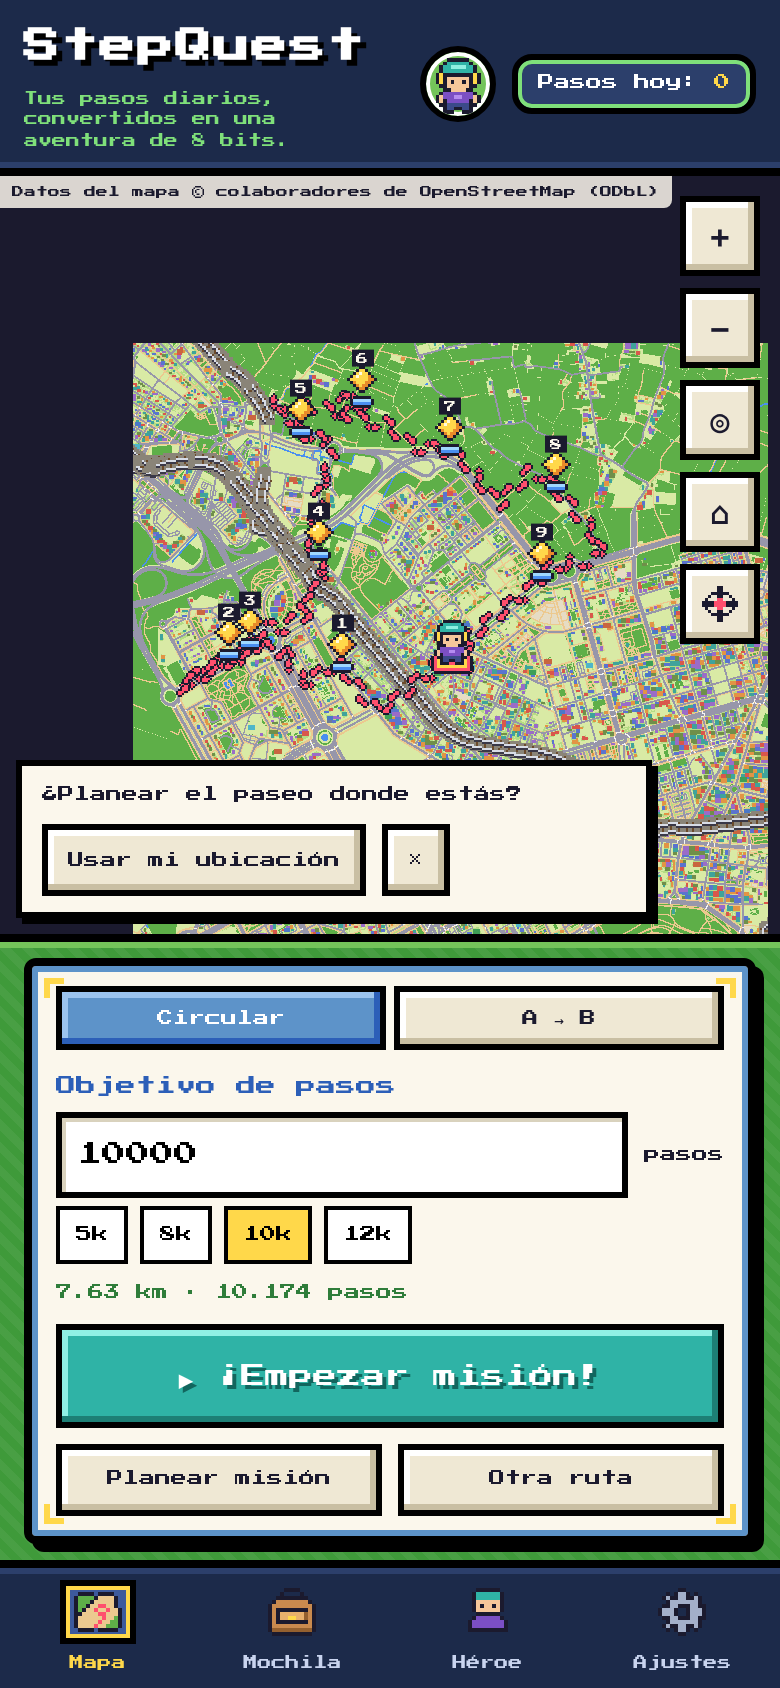 StepQuest
Tus pasos diarios,
convertidos en una
aventura de 8 bits.
Pasos hoy: 0
Datos del mapa © colaboradores de OpenStreetMap (ODbL)
+
−
◎
⌂
6
5
7
8
4
9
3
2
1
¿Planear el paseo donde estás?
Usar mi ubicación
×
Circular
A → B
Objetivo de pasos
10000
pasos
5k
8k
10k
12k
7.63 km · 10.174 pasos
▶ ¡Empezar misión!
Planear misión
Otra ruta
Mapa
Mochila
Héroe
Ajustes